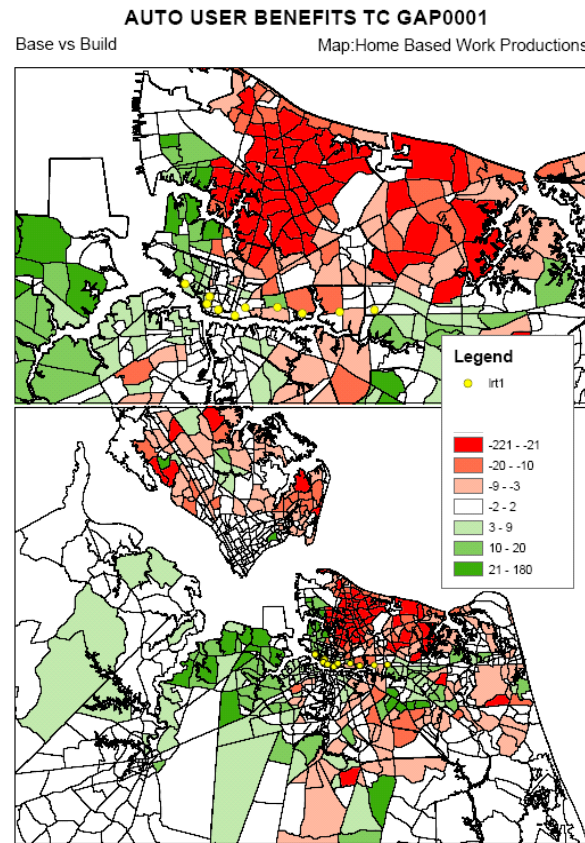 AUTO USER BENEFITS TC GAP0001
Base vs Build
Map:Home Based Work Productions
Legend
lrt1
-221 - -21
-20 - -10
-9 - -3
-2 - 2
3 - 9
10 - 20
21 - 180